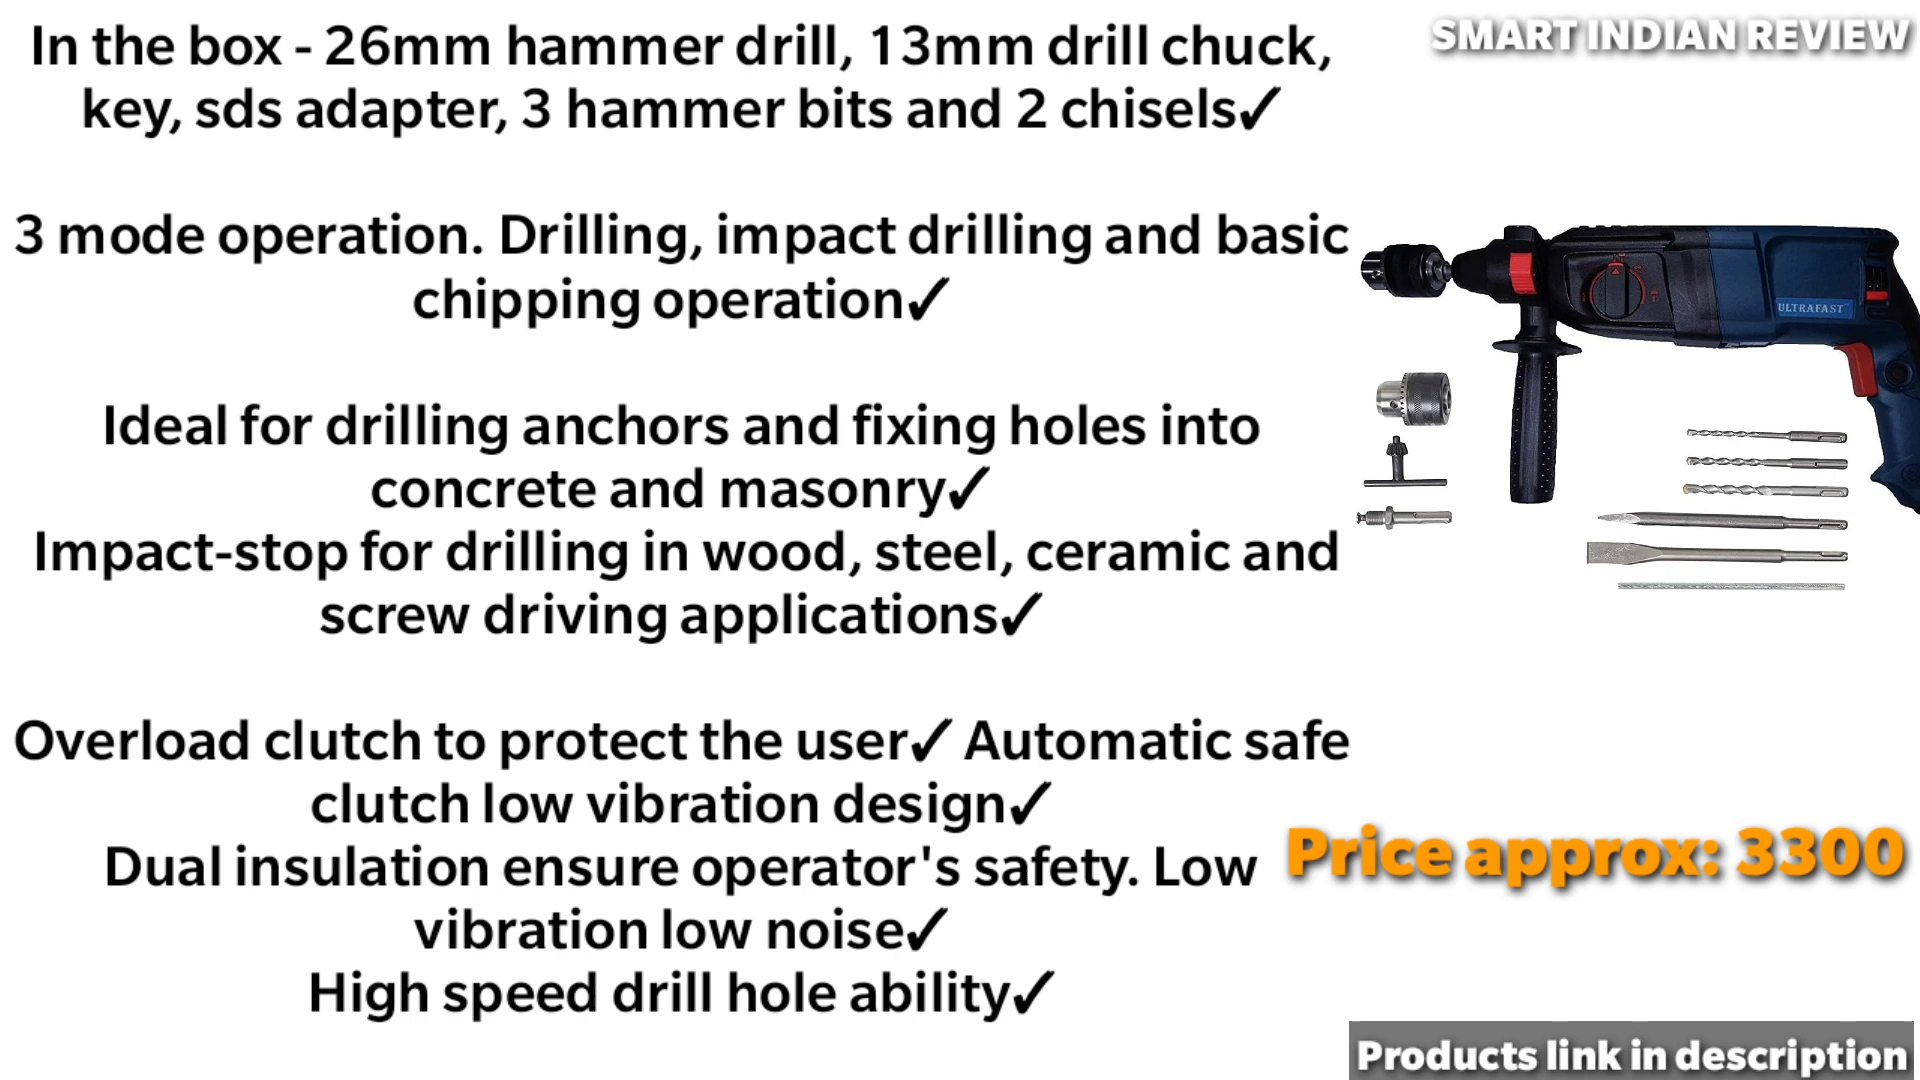 In the box - 26mm hammer drill, 13mm drill chuck,
key, sds adapter, 3 hammer bits and 2 chisels✓
3 mode operation. Drilling, impact drilling and basic
chipping operation✓
Ideal for drilling anchors and fixing holes into
concrete and masonry✓
Impact-stop for drilling in wood, steel, ceramic and
screw driving applications✓
Overload clutch to protect the user✓ Automatic safe
clutch low vibration design✓
Dual insulation ensure operator's safety. Low
vibration low noise✓
High speed drill hole ability✓
SMART INDIAN REVIEW
ULTRAFAST
Price approx: 3300
Products link in description